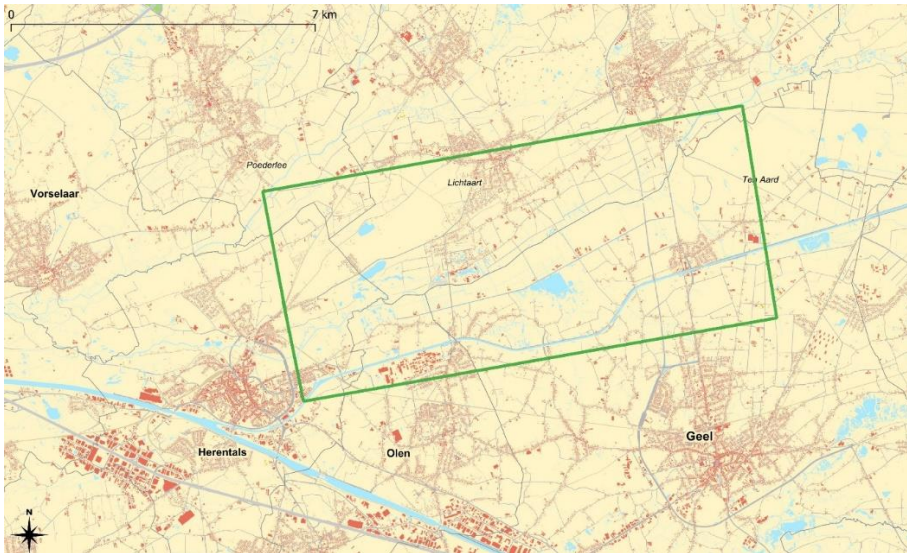 0 7 km
Poederlee
Vorselaar
Lichtaart
Ten Aard
Geel
Herentals
Olen
N